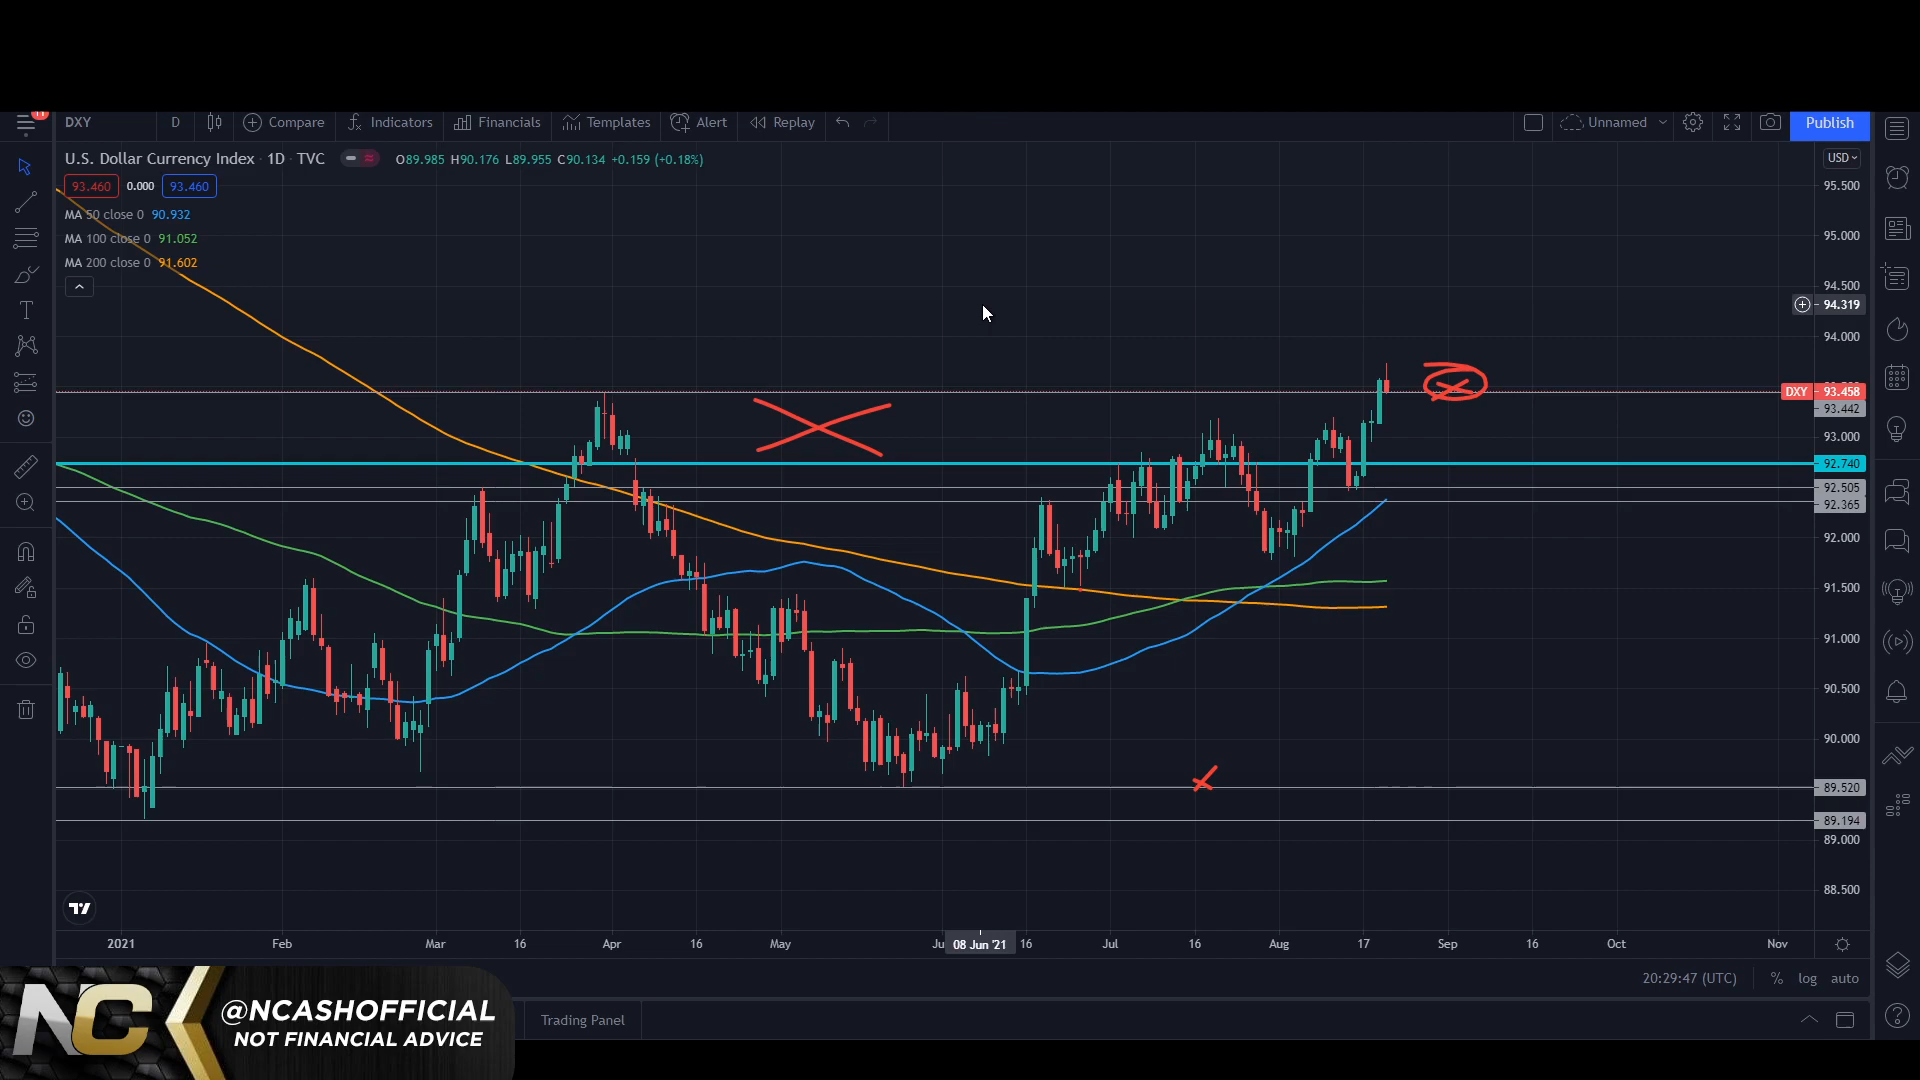 11
DXY D Compare Indicators Financials Templates Alert Replay Unnamed Publish
U.S. Dollar Currency Index · 1D · TVC O89.985 H90.176 L89.955 C90.134 +0.159 (+0.18%) USD
93.460 0.000 93.460
MA 50 close 0 90.932
MA 100 close 0 91.052
MA 200 close 0 91.602
95.500
95.000
94.500
94.319
94.000
DXY 93.458
93.442
93.000
92.740
92.505
92.365
92.000
91.500
91.000
90.500
90.000
89.520
89.194
89.000
88.500
2021 Feb Mar 16 Apr 16 May Ju 08 Jun '21 16 Jul 16 Aug 17 Sep 16 Oct Nov
20:29:47 (UTC) % log auto
Trading Panel
NC
@NCASHOFFICIAL
NOT FINANCIAL ADVICE